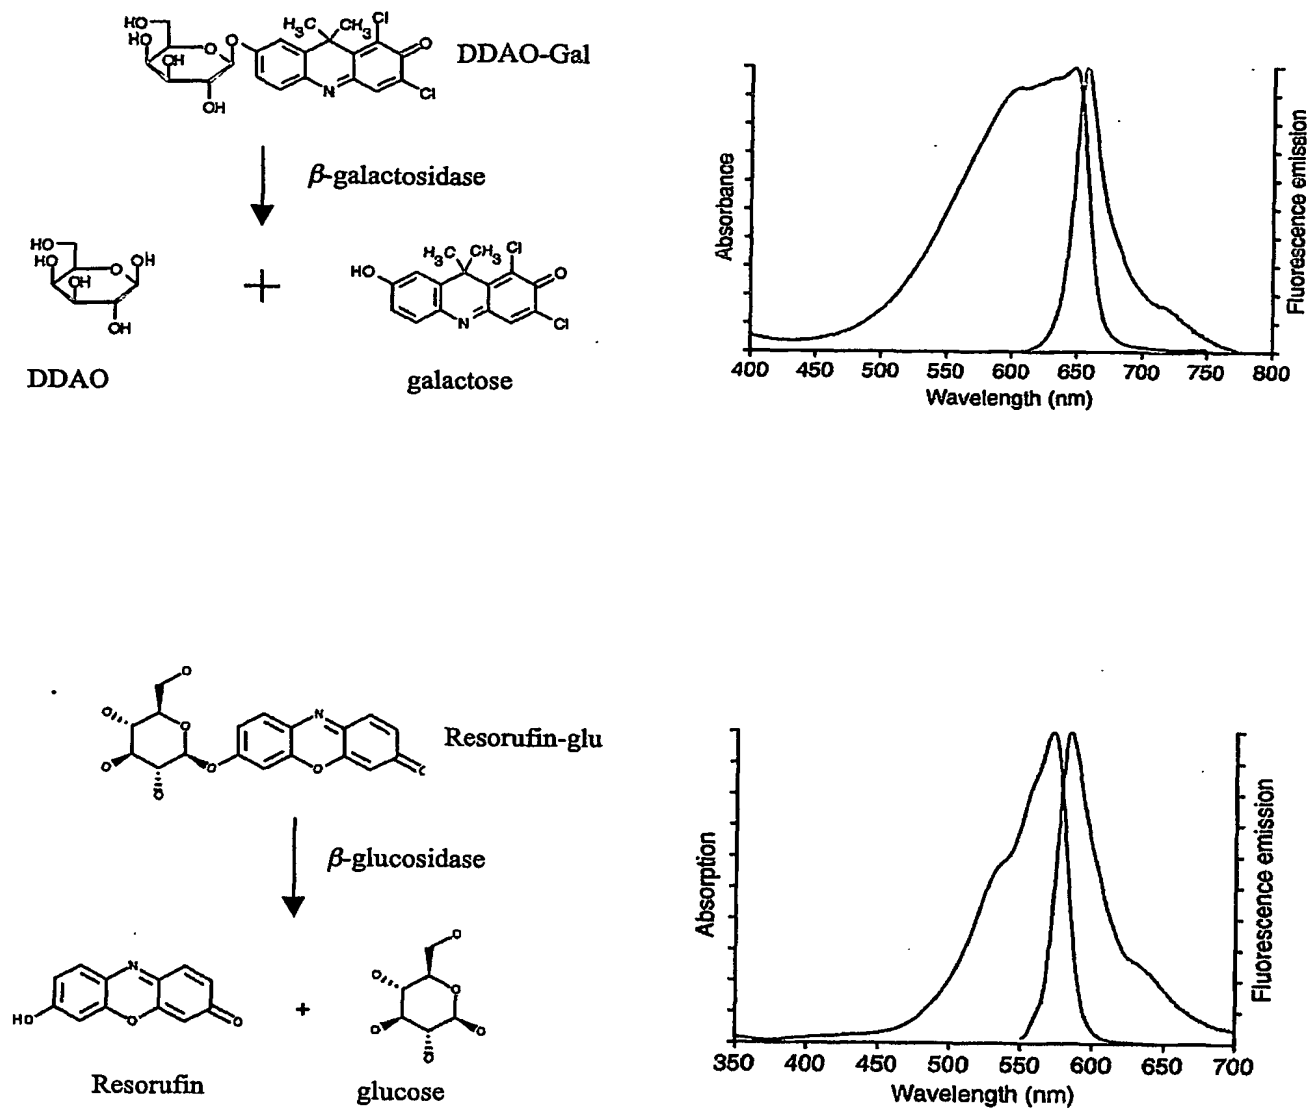 HO
HO
OH
OH
O
O
H₃C
CH₃
Cl
O
N
Cl
DDAO-Gal
β-galactosidase
HO
HO
OH
O
OH
OH
+
HO
H₃C
CH₃
Cl
O
N
Cl
DDAO
galactose
Absorbance
Fluorescence emission
400 450 500 550 600 650 700 750 800
Wavelength (nm)
O
O
O
O
O
O
N
O
O
Resorufin-glu
β-glucosidase
HO
N
O
O
+
O
O
O
O
O
O
Resorufin
glucose
Absorption
Fluorescence emission
350 400 450 500 550 600 650 700
Wavelength (nm)